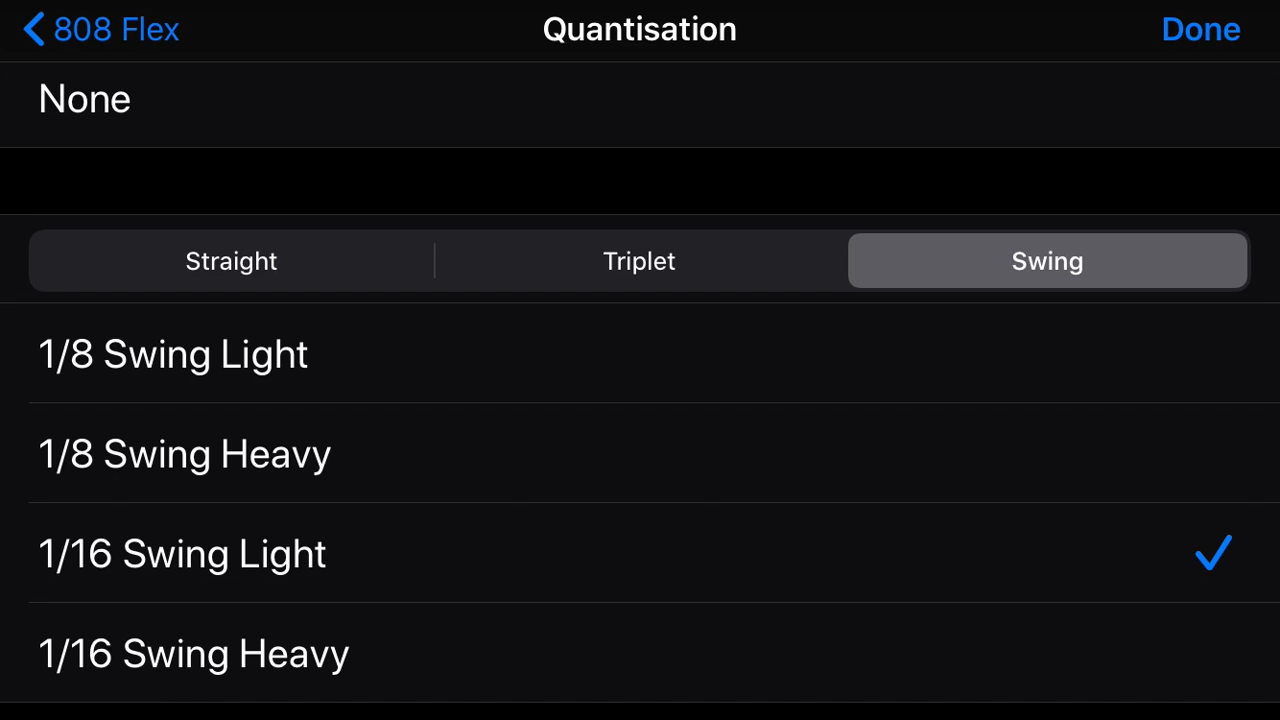 808 Flex
Quantisation
Done
None
Straight
Triplet
Swing
1/8 Swing Light
1/8 Swing Heavy
1/16 Swing Light
1/16 Swing Heavy